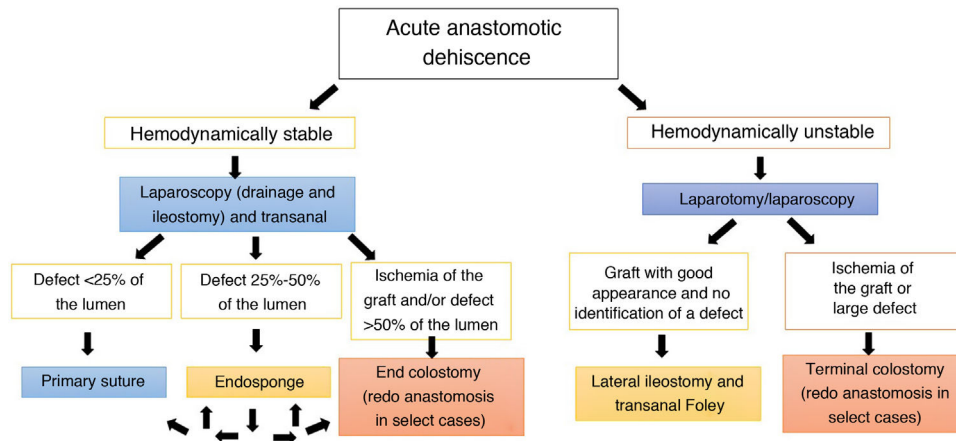 Acute anastomotic
dehiscence
Hemodynamically stable
Hemodynamically unstable
Laparoscopy (drainage and
ileostomy) and transanal
Laparotomy/laparoscopy
Defect <25% of
the lumen
Defect 25%-50%
of the lumen
Ischemia of the
graft and/or defect
>50% of the lumen
Graft with good
appearance and no
identification of a defect
Ischemia of
the graft or
large defect
Primary suture
Endosponge
End colostomy
(redo anastomosis
in select cases)
Lateral ileostomy and
transanal Foley
Terminal colostomy
(redo anastomosis in
select cases)